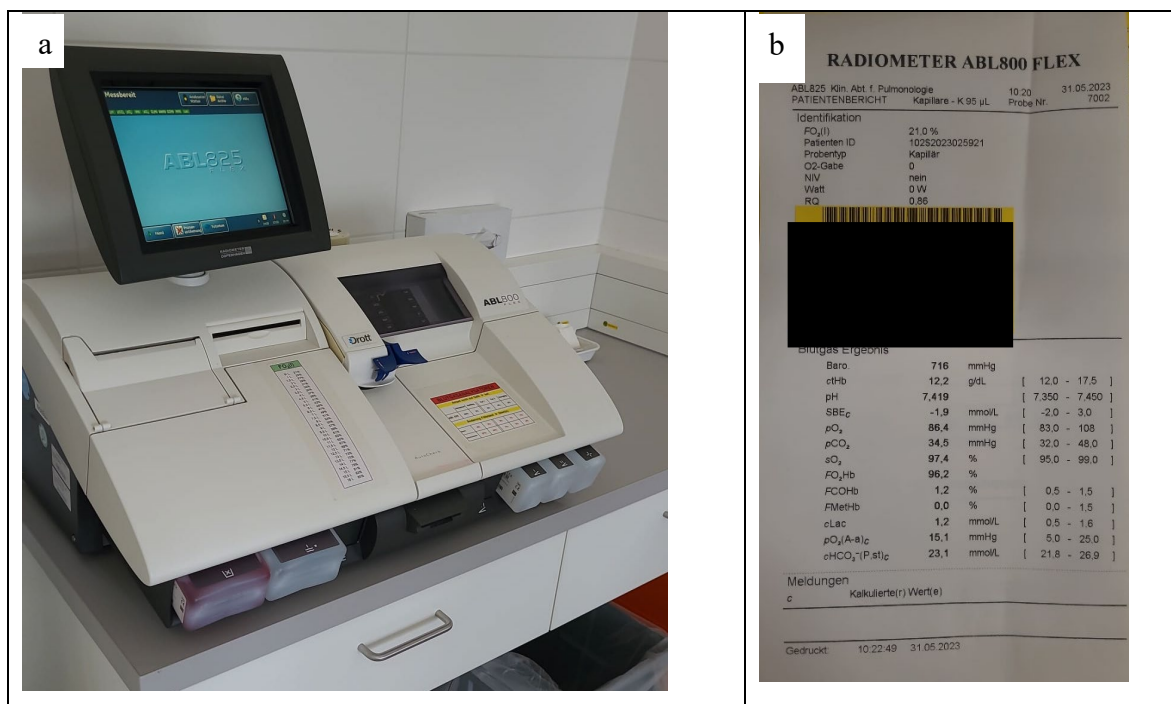 a
Messbereit
ABL825
FLEX
RADIOMETER
COPENHAGEN
ABL800
FLEX
Drott
b
RADIOMETER ABL800 FLEX
ABL825 Klin. Abt. f. Pulmonologie 10:20 31.05.2023
PATIENTENBERICHT Kapillare - K 95 µL Probe Nr. 7002
Identifikation
FO₂(I) 21,0 %
Patienten ID 102S2023025921
Probentyp Kapillär
O2-Gabe 0
NIV nein
Watt 0 W
RQ 0,86
Blutgas Ergebnis
Baro. 716 mmHg
ctHb 12,2 g/dL [ 12,0 - 17,5 ]
pH 7,419 [ 7,350 - 7,450 ]
SBEc -1,9 mmol/L [ -2,0 - 3,0 ]
pO₂ 86,4 mmHg [ 83,0 - 108 ]
pCO₂ 34,5 mmHg [ 32,0 - 48,0 ]
sO₂ 97,4 % [ 95,0 - 99,0 ]
FO₂Hb 96,2 %
FCOHb 1,2 % [ 0,5 - 1,5 ]
FMetHb 0,0 % [ 0,0 - 1,5 ]
cLac 1,2 mmol/L [ 0,5 - 1,6 ]
pO₂(A-a)c 15,1 mmHg [ 5,0 - 25,0 ]
cHCO₃⁻(P,st)c 23,1 mmol/L [ 21,8 - 26,9 ]
Meldungen
c Kalkulierte(r) Wert(e)
Gedruckt 10:22:49 31.05.2023